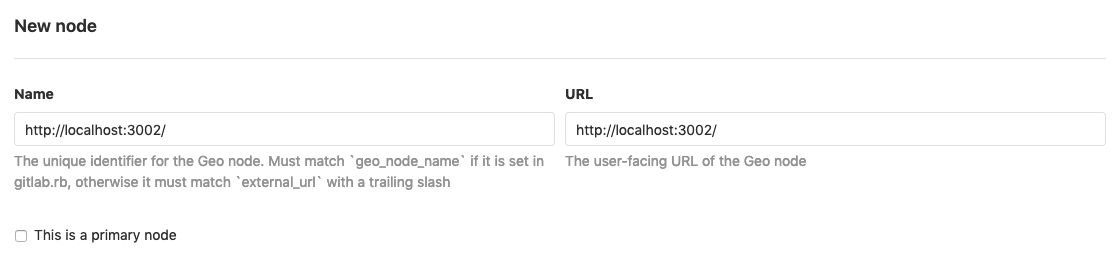 New node
Name
URL
http://localhost:3002/
http://localhost:3002/
The unique identifier for the Geo node. Must match `geo_node_name` if it is set in
gitlab.rb, otherwise it must match `external_url` with a trailing slash
The user-facing URL of the Geo node
This is a primary node